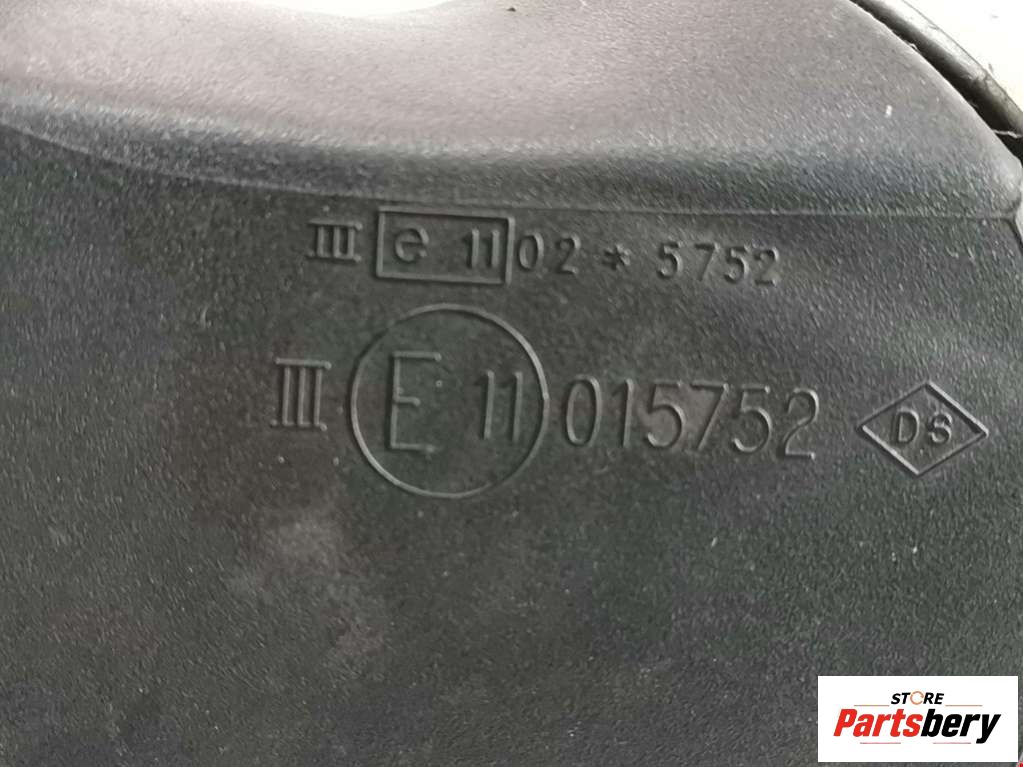 III e 11 02 * 5752
III E 11 015752 DS
STORE
Partsbery